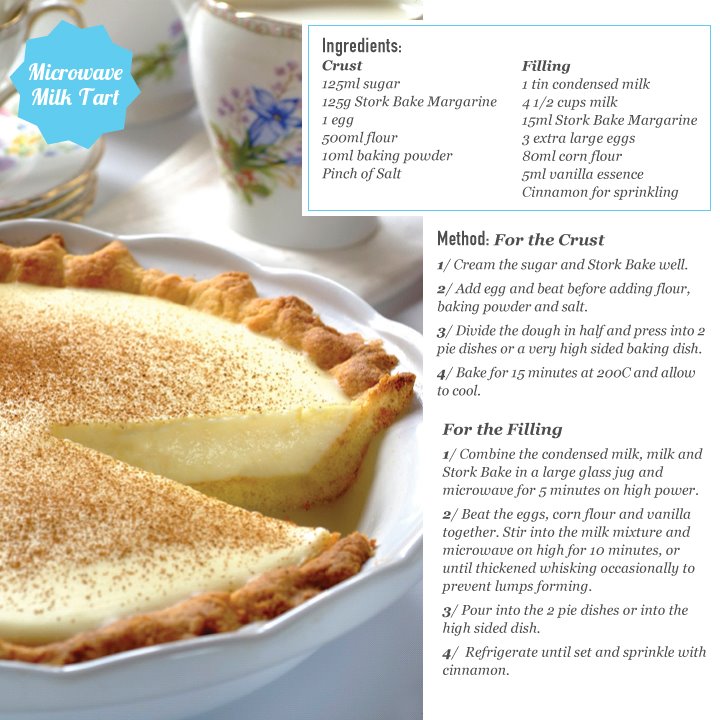 Microwave
Milk Tart
Ingredients:
Crust
125ml sugar
125g Stork Bake Margarine
1 egg
500ml flour
10ml baking powder
Pinch of Salt
Filling
1 tin condensed milk
4 1/2 cups milk
15ml Stork Bake Margarine
3 extra large eggs
80ml corn flour
5ml vanilla essence
Cinnamon for sprinkling
Method: For the Crust
1/ Cream the sugar and Stork Bake well.
2/ Add egg and beat before adding flour,
baking powder and salt.
3/ Divide the dough in half and press into 2
pie dishes or a very high sided baking dish.
4/ Bake for 15 minutes at 200C and allow
to cool.
For the Filling
1/ Combine the condensed milk, milk and
Stork Bake in a large glass jug and
microwave for 5 minutes on high power.
2/ Beat the eggs, corn flour and vanilla
together. Stir into the milk mixture and
microwave on high for 10 minutes, or
until thickened whisking occasionally to
prevent lumps forming.
3/ Pour into the 2 pie dishes or into the
high sided dish.
4/ Refrigerate until set and sprinkle with
cinnamon.